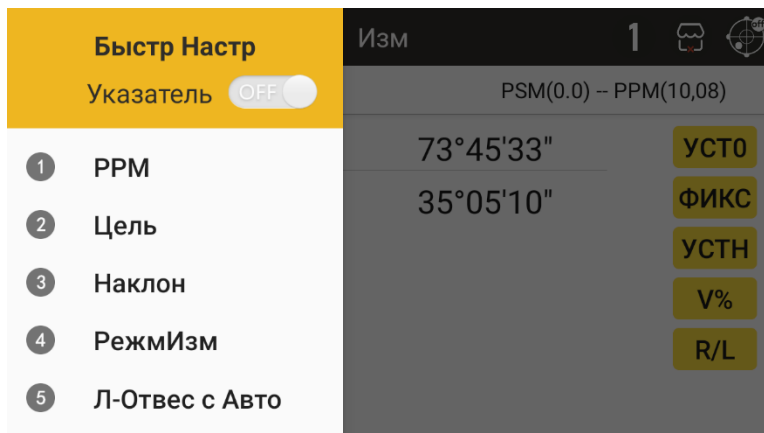 Быстр Настр
Указатель OFF
1 PPM
2 Цель
3 Наклон
4 РежмИзм
5 Л-Отвес с Авто
Изм 1 off
PSM(0.0) -- PPM(10,08)
73°45'33" УСТ0
35°05'10" ФИКС
УСТН
V%
R/L